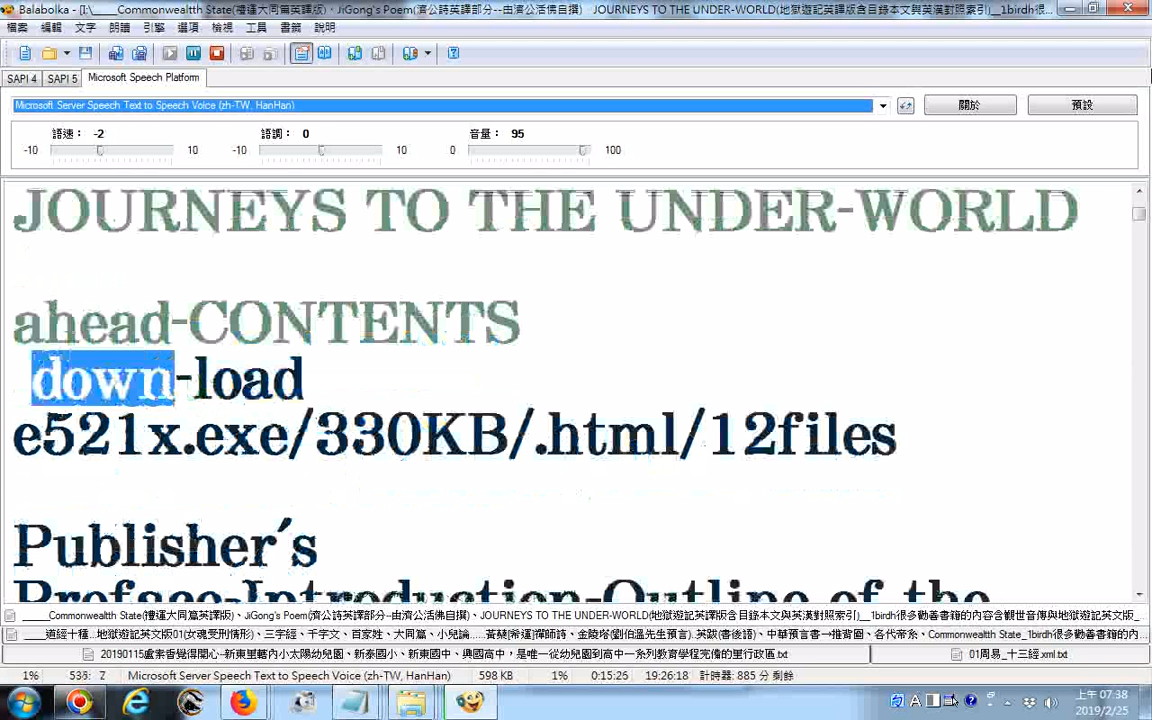 Balabolka - [I:\____Commonwealtth State(禮運大同篇英譯版)、JiGong's Poem(濟公詩英譯部分--由濟公活佛自撰) JOURNEYS TO THE UNDER-WORLD(地獄遊記英譯版含目錄本文與英漢對照索引)__1birdh很...
檔案 編輯 文字 朗讀 引擎 選項 檢視 工具 書籤 說明
SAPI 4 SAPI 5 Microsoft Speech Platform
Microsoft Server Speech Text to Speech Voice (zh-TW, HanHan)
關於 預設
語速： -2 語調： 0 音量： 95
-10 10 -10 10 0 100
JOURNEYS TO THE UNDER-WORLD
ahead-CONTENTS
down-load
e521x.exe/330KB/.html/12files
Publisher's
Preface-Introduction-Outline of the
____Commonwealth State(禮運大同篇英譯版)、JiGong's Poem(濟公詩英譯部分--由濟公活佛自撰)、JOURNEYS TO THE UNDER-WORLD(地獄遊記英譯版含目錄本文與英漢對照索引)__1birdh很多勸善書籍的內容含觀世音傳與地獄遊記英文版...
道經十種...地獄遊記英文版01(女魂受刑情形)、三字經、千字文、百家姓、大同篇、小兒論......黃蘗[希運]禪師詩、金陵塔(劉伯溫先生預言).英跋(書後語)、中華預言書--推背圖、各代帝系、Commonwealth State_1birdh很多勸善書籍的內...
20190115盧素香覺得開心--新東里轄內小太陽幼兒園、新泰國小、新東國中、興國高中，是唯一從幼兒園到高中一系列教育學程完備的里行政區.txt 01周易_十三經.xml.txt
1% 535: 7 Microsoft Server Speech Text to Speech Voice (zh-TW, HanHan) 598 KB 1% 0:15:25 19:26:18 計時器: 885 分 剩餘
上午 07:38
2019/2/25